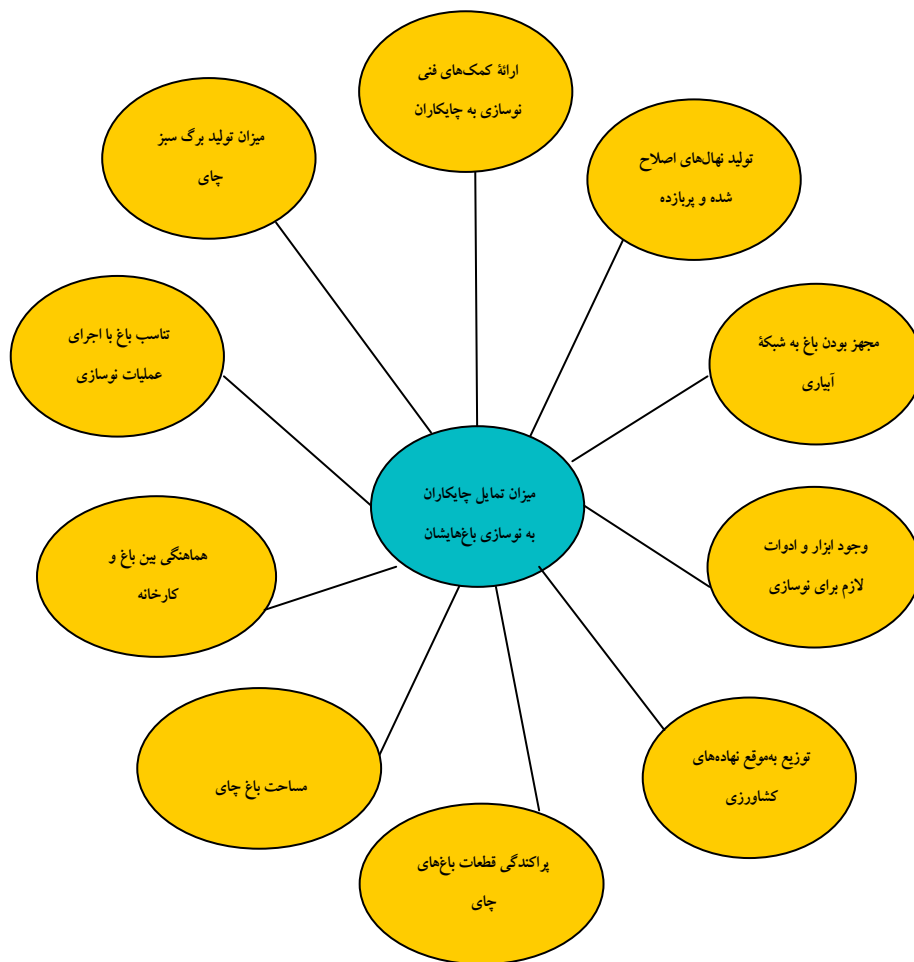 ارائهٔ کمک‌های فنی
نوسازی به چایکاران
تولید نهال‌های اصلاح
شده و پربازده
مجهز بودن باغ به شبکهٔ
آبیاری
وجود ابزار و ادوات
لازم برای نوسازی
توزیع به‌موقع نهاده‌های
کشاورزی
پراکندگی قطعات باغ‌های
چای
مساحت باغ چای
هماهنگی بین باغ و
کارخانه
تناسب باغ با اجرای
عملیات نوسازی
میزان تولید برگ سبز
چای
میزان تمایل چایکاران
به نوسازی باغ‌هایشان